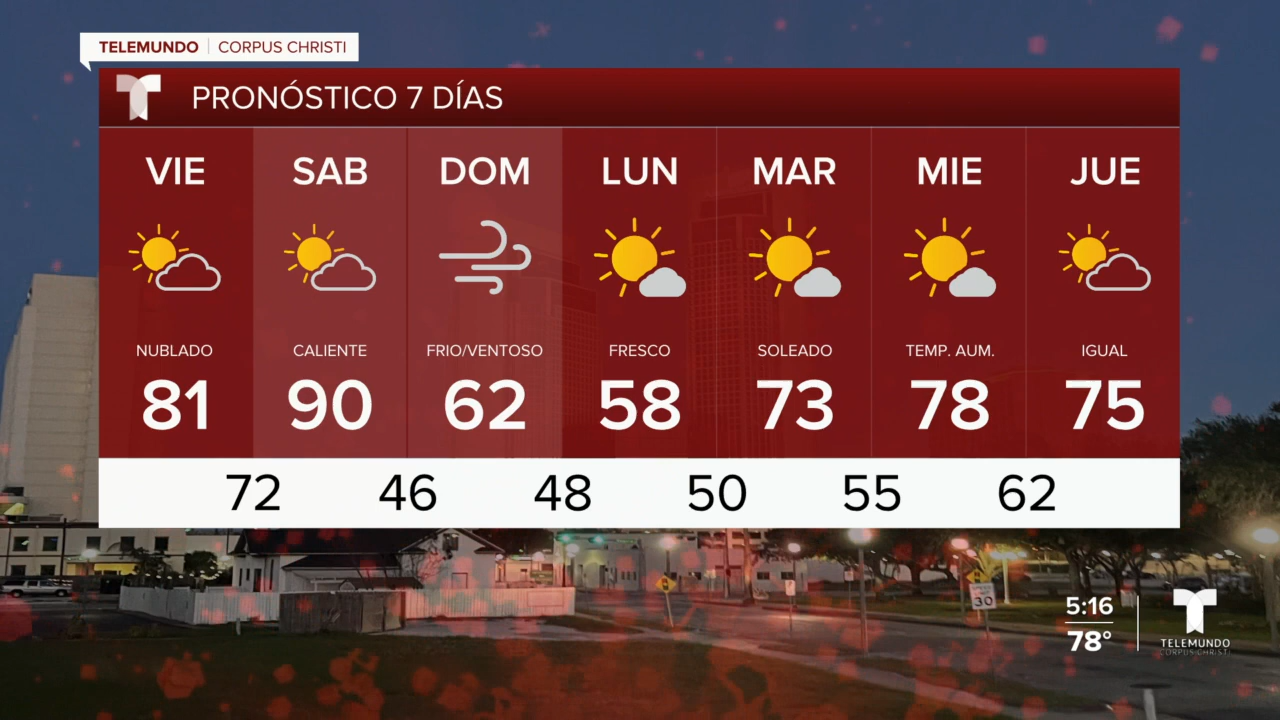 TELEMUNDO | CORPUS CHRISTI
PRONÓSTICO 7 DÍAS
VIE SAB DOM LUN MAR MIE JUE
NUBLADO CALIENTE FRIO/VENTOSO FRESCO SOLEADO TEMP. AUM. IGUAL
81 90 62 58 73 78 75
72 46 48 50 55 62
30
5:16
78°
TELEMUNDO
CORPUS CHRISTI